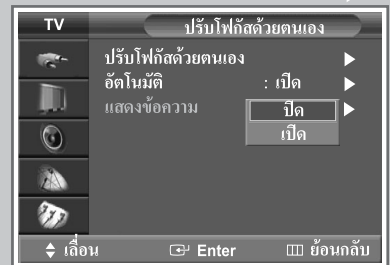 TV ปรับโฟกัสด้วยตนเอง
ปรับโฟกัสด้วยตนเอง
อัตโนมัติ : เปิด
แสดงข้อความ ปิด
เปิด
เลื่อน Enter ย้อนกลับ